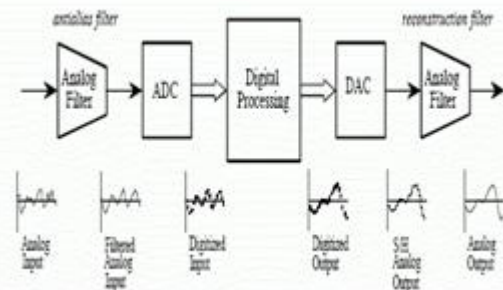 antialias filter
reconstruction filter
Analog
Filter
ADC
Digital
Processing
DAC
Analog
Filter
Analog
Input
Filtered
Analog
Input
Digitized
Input
Digitized
Output
S/H
Analog
Output
Analog
Output